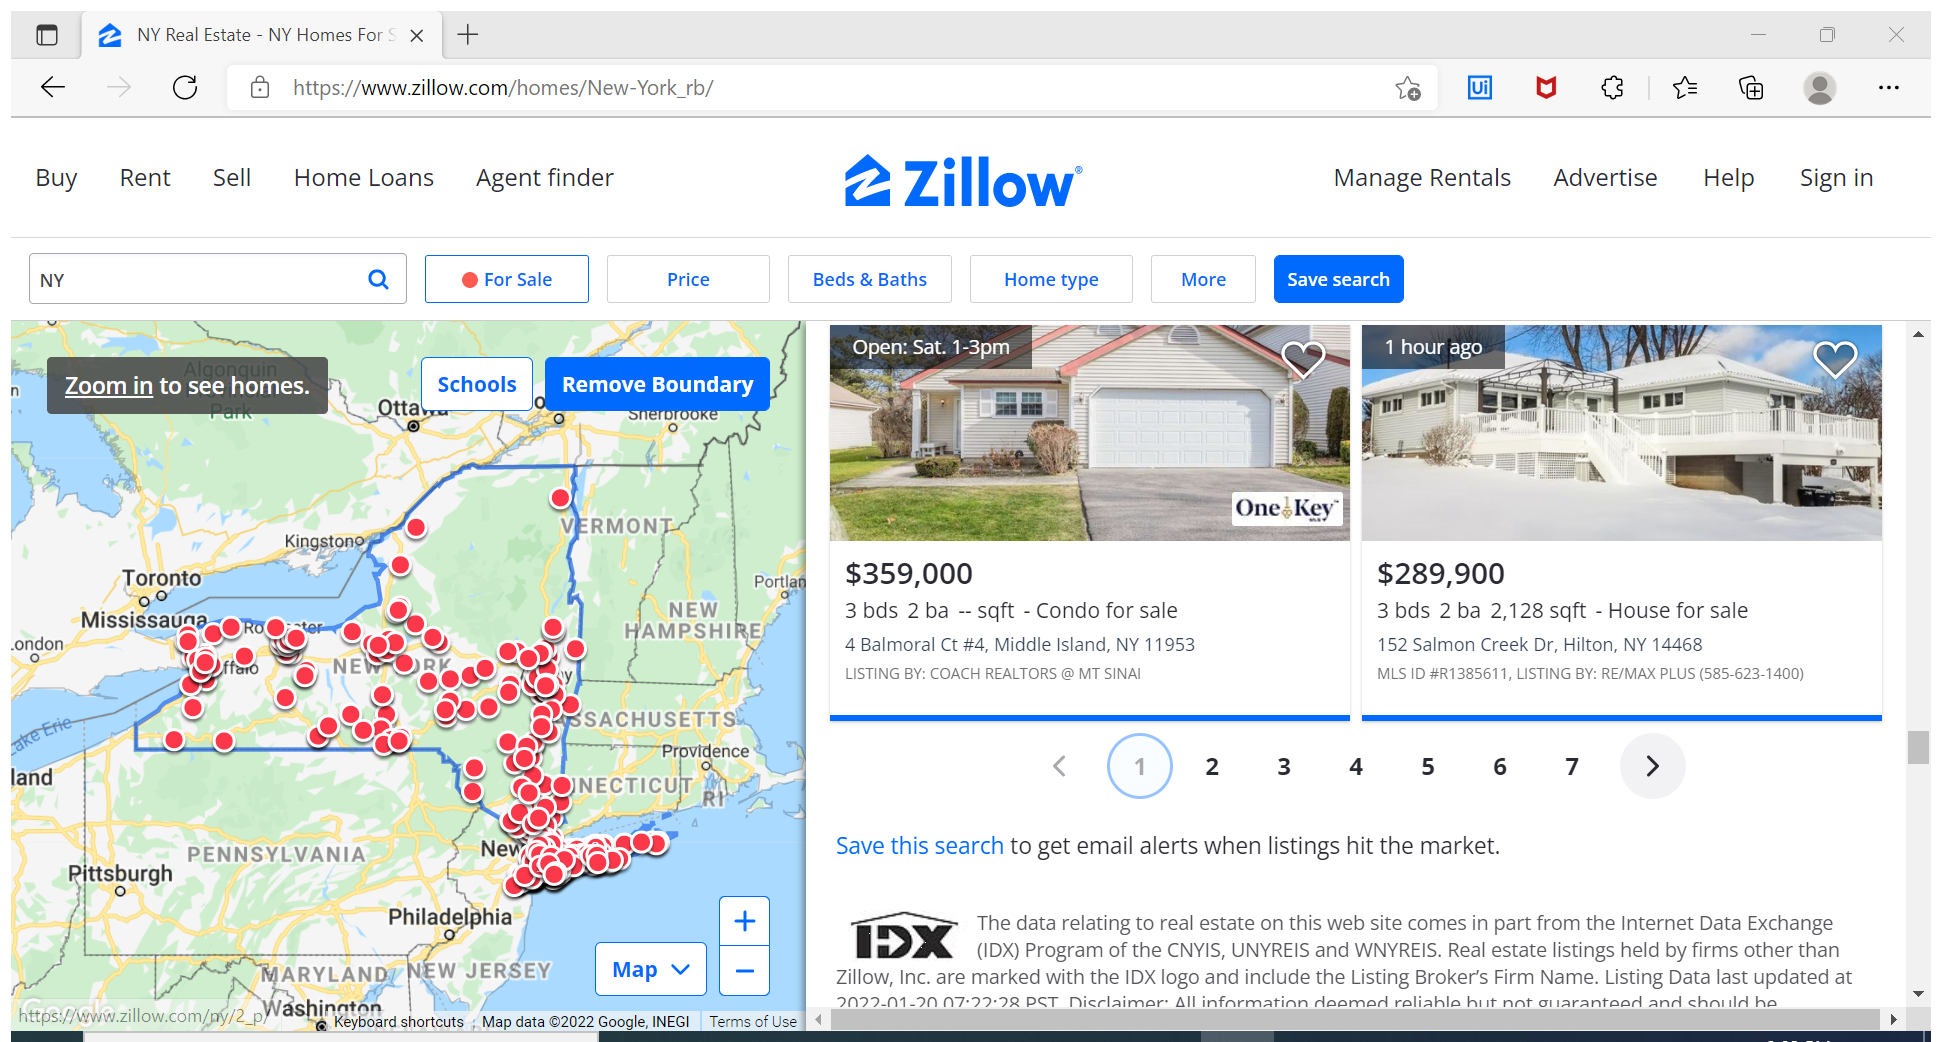 NY Real Estate - NY Homes For S
https://www.zillow.com/homes/New-York_rb/
Ui
Buy Rent Sell Home Loans Agent finder
Zillow®
Manage Rentals Advertise Help Sign in
NY
For Sale
Price
Beds & Baths
Home type
More
Save search
Zoom in to see homes.
Schools
Remove Boundary
Algonquin
Park
Ottawa
Sherbrooke
VERMONT
Kingston
Toronto
Portlan
NEW
HAMPSHIRE
Mississauga
London
NEW YORK
MASSACHUSETTS
Lake Erie
Providence
CONNECTICUT
RI
land
New
PENNSYLVANIA
Pittsburgh
Philadelphia
MARYLAND
NEW JERSEY
Washington
Map
+
−
Google
https://www.zillow.com/ny/2_p/
Keyboard shortcuts
Map data ©2022 Google, INEGI
Terms of Use
Open: Sat. 1-3pm
OneKey™
MLS
$359,000
3 bds 2 ba -- sqft - Condo for sale
4 Balmoral Ct #4, Middle Island, NY 11953
LISTING BY: COACH REALTORS @ MT SINAI
1 hour ago
$289,900
3 bds 2 ba 2,128 sqft - House for sale
152 Salmon Creek Dr, Hilton, NY 14468
MLS ID #R1385611, LISTING BY: RE/MAX PLUS (585-623-1400)
1 2 3 4 5 6 7
Save this search to get email alerts when listings hit the market.
IDX
The data relating to real estate on this web site comes in part from the Internet Data Exchange
(IDX) Program of the CNYIS, UNYREIS and WNYREIS. Real estate listings held by firms other than
Zillow, Inc. are marked with the IDX logo and include the Listing Broker's Firm Name. Listing Data last updated at
2022-01-20 07:22:28 PST. Disclaimer: All information deemed reliable but not guaranteed and should be